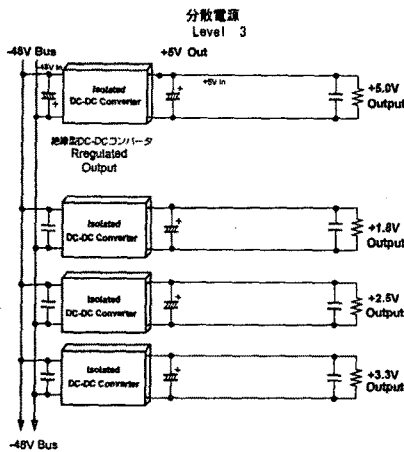 分散電源
Level 3
-48V Bus
+5V Out
-48V In
+5V In
Isolated
DC-DC Converter
+5.0V
Output
絶縁型DC-DCコンバータ
Rregulated
Output
Isolated
DC-DC Converter
+1.8V
Output
Isolated
DC-DC Converter
+2.5V
Output
Isolated
DC-DC Converter
+3.3V
Output
-48V Bus